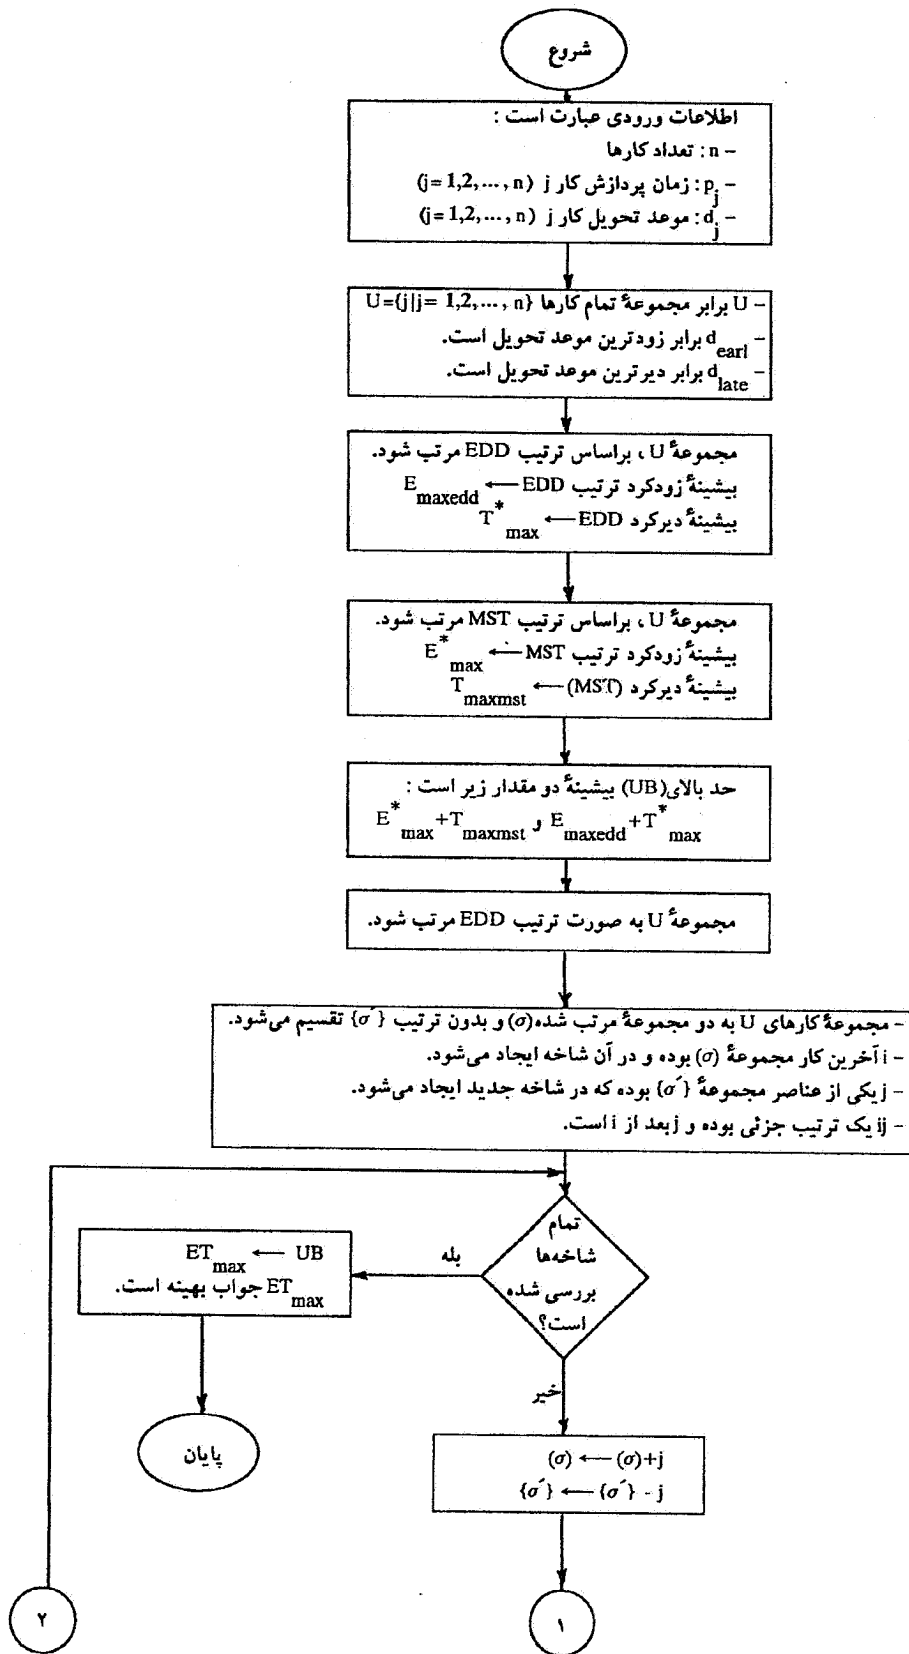 شروع
اطلاعات ورودی عبارت است :
– n : تعداد کارها
– p_j : زمان پردازش کار j (j= 1,2, ... , n)
– d_j : موعد تحویل کار j (j= 1,2, ... , n)
– U برابر مجموعهٔ تمام کارها U={j|j= 1,2, ... , n}
– d_earl برابر زودترین موعد تحویل است.
– d_late برابر دیرترین موعد تحویل است.
مجموعهٔ U ، براساس ترتیب EDD مرتب شود.
بیشینهٔ زودکرد ترتیب EDD ← E_maxedd
بیشینهٔ دیرکرد EDD ← T*_max
مجموعهٔ U ، براساس ترتیب MST مرتب شود.
بیشینهٔ زودکرد ترتیب MST ← E*_max
بیشینهٔ دیرکرد (MST) ← T_maxmst
حد بالای (UB) بیشینهٔ دو مقدار زیر است :
E*_max+T_maxmst و E_maxedd+T*_max
مجموعهٔ U به صورت ترتیب EDD مرتب شود.
– مجموعهٔ کارهای U به دو مجموعهٔ مرتب شده (σ) و بدون ترتیب {σ´} تقسیم می‌شود.
– i آخرین کار مجموعهٔ (σ) بوده و در آن شاخه ایجاد می‌شود.
– j یکی از عناصر مجموعهٔ {σ´} بوده که در شاخه جدید ایجاد می‌شود.
– ij یک ترتیب جزئی بوده و j بعد از i است.
تمام
شاخه‌ها
بررسی شده
است؟
بله
ET_max ← UB
ET_max جواب بهینه است.
پایان
خیر
(σ) ← (σ)+j
{σ´} ← {σ´} - j
۲
۱